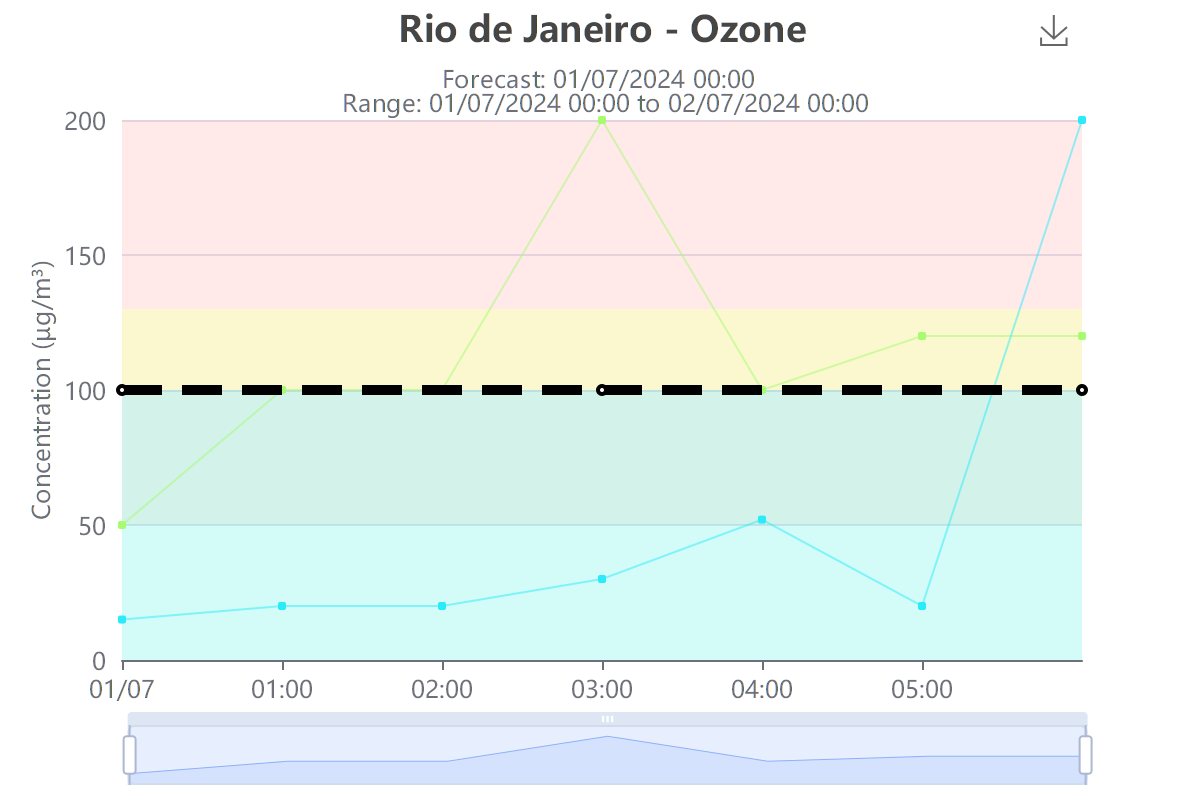 Rio de Janeiro - Ozone
Forecast: 01/07/2024 00:00
Range: 01/07/2024 00:00 to 02/07/2024 00:00
Concentration (µg/m³)
200
150
100
50
0
01/07 01:00 02:00 03:00 04:00 05:00